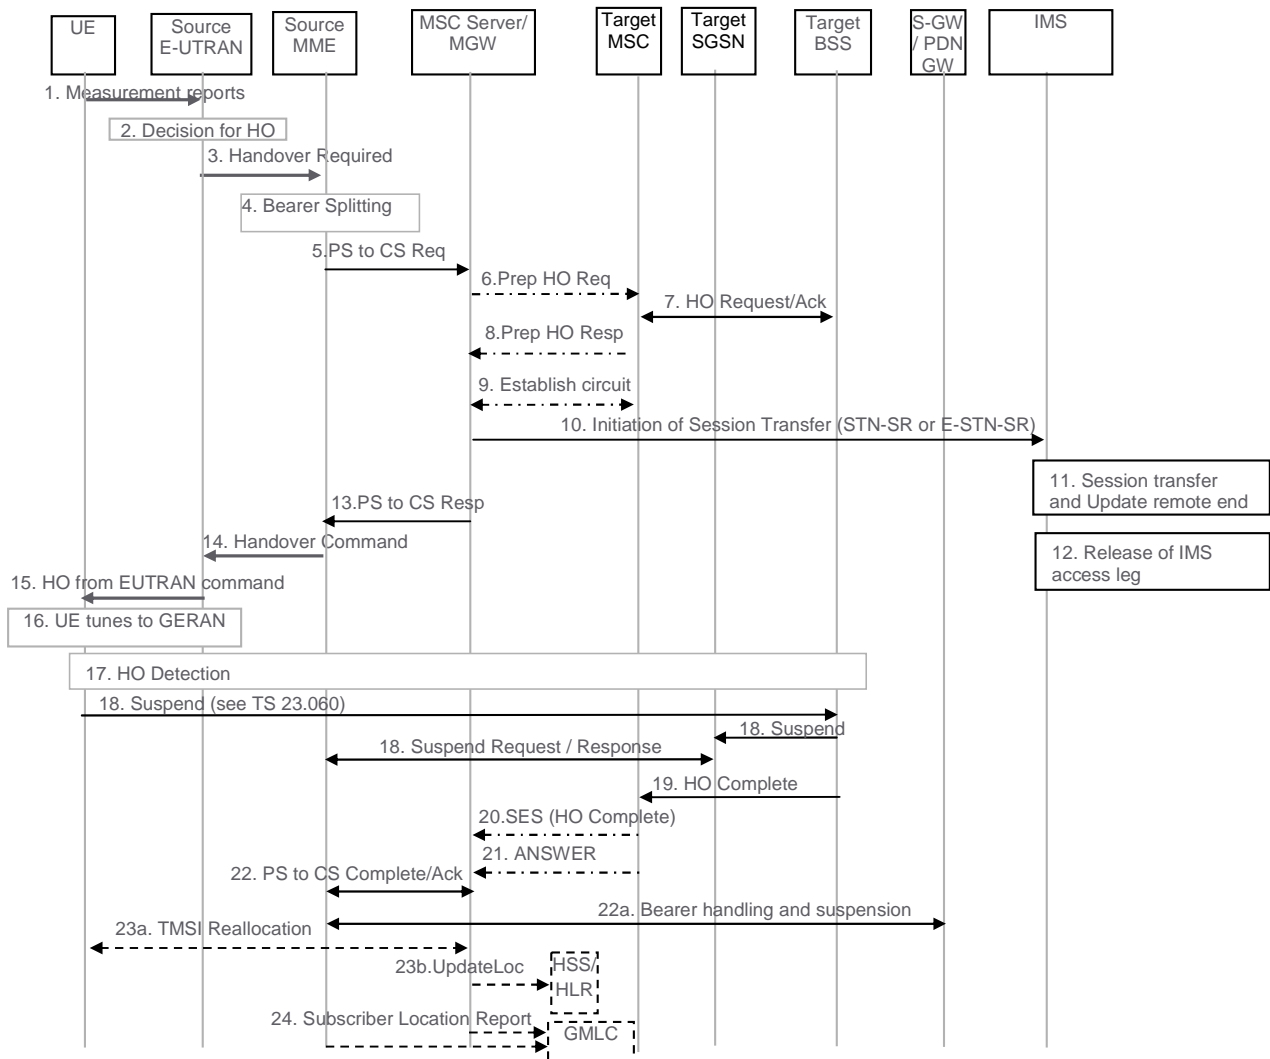 UE
Source
E-UTRAN
Source
MME
MSC Server/
MGW
Target
MSC
Target
SGSN
Target
BSS
S-GW
/ PDN
GW
IMS
1. Measurement reports
2. Decision for HO
3. Handover Required
4. Bearer Splitting
5.PS to CS Req
6.Prep HO Req
7. HO Request/Ack
8.Prep HO Resp
9. Establish circuit
10. Initiation of Session Transfer (STN-SR or E-STN-SR)
11. Session transfer
and Update remote end
13.PS to CS Resp
12. Release of IMS
access leg
14. Handover Command
15. HO from EUTRAN command
16. UE tunes to GERAN
17. HO Detection
18. Suspend (see TS 23.060)
18. Suspend
18. Suspend Request / Response
19. HO Complete
20.SES (HO Complete)
21. ANSWER
22. PS to CS Complete/Ack
22a. Bearer handling and suspension
23a. TMSI Reallocation
23b.UpdateLoc
HSS/
HLR
24. Subscriber Location Report
GMLC